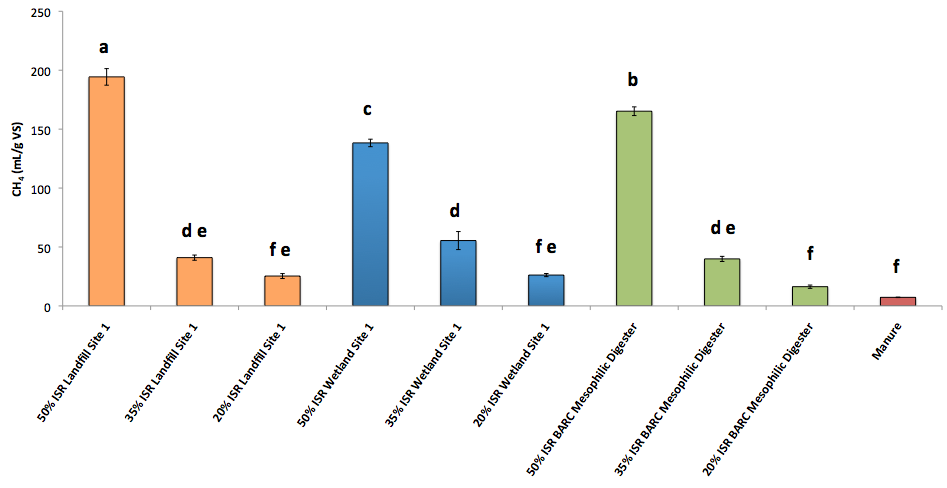 250
200
150
100
50
0
CH₄ (mL/g VS)
a
d e
f e
c
d
f e
b
d e
f
f
50% ISR Landfill Site 1
35% ISR Landfill Site 1
20% ISR Landfill Site 1
50% ISR Wetland Site 1
35% ISR Wetland Site 1
20% ISR Wetland Site 1
50% ISR BARC Mesophilic Digester
35% ISR BARC Mesophilic Digester
20% ISR BARC Mesophilic Digester
Manure